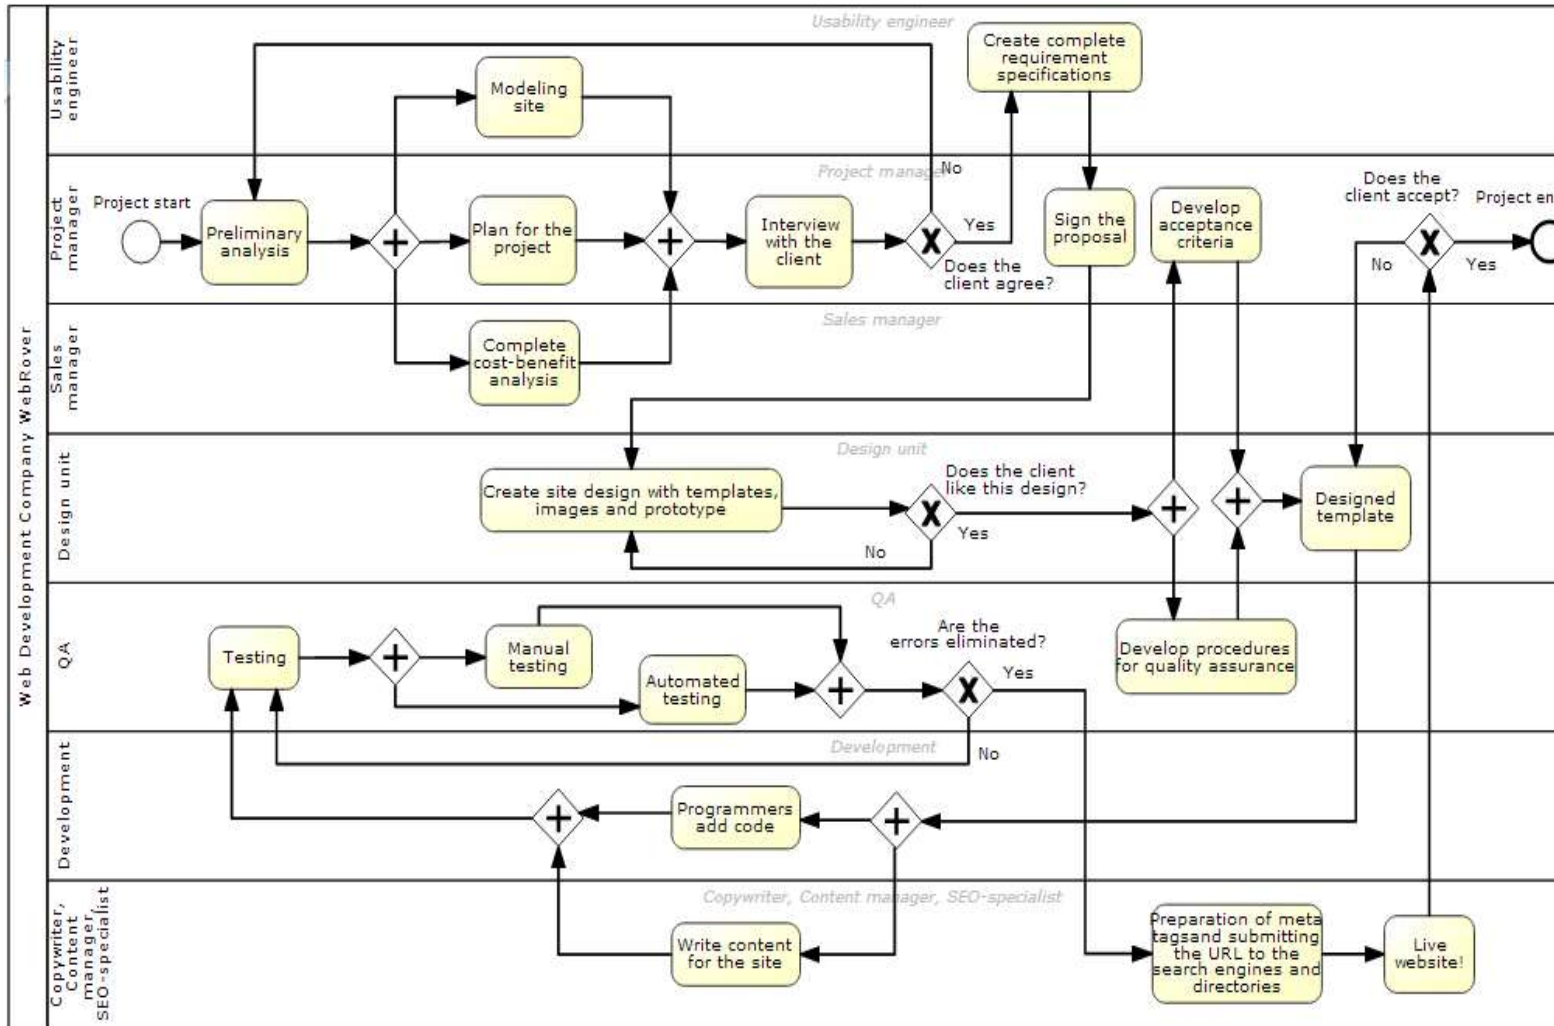 Web Development Company WebRover
Usability
engineer
Usability engineer
Create complete
requirement
specifications
Modeling
site
Project
manager
Project manager
No
Project start
Preliminary
analysis
Plan for the
project
Interview
with the
client
Yes
Does the
client agree?
Sign the
proposal
Develop
acceptance
criteria
Does the
client accept?
Project en
No
Yes
Sales
manager
Sales manager
Complete
cost-benefit
analysis
Design unit
Design unit
Create site design with templates,
images and prototype
Does the client
like this design?
Yes
No
Designed
template
QA
QA
Testing
Manual
testing
Automated
testing
Are the
errors eliminated?
Yes
Develop procedures
for quality assurance
Development
Development
No
Programmers
add code
Copywriter,
Content
manager,
SEO-specialist
Copywriter, Content manager, SEO-specialist
Write content
for the site
Preparation of meta
tagsand submitting
the URL to the
search engines and
directories
Live
website!